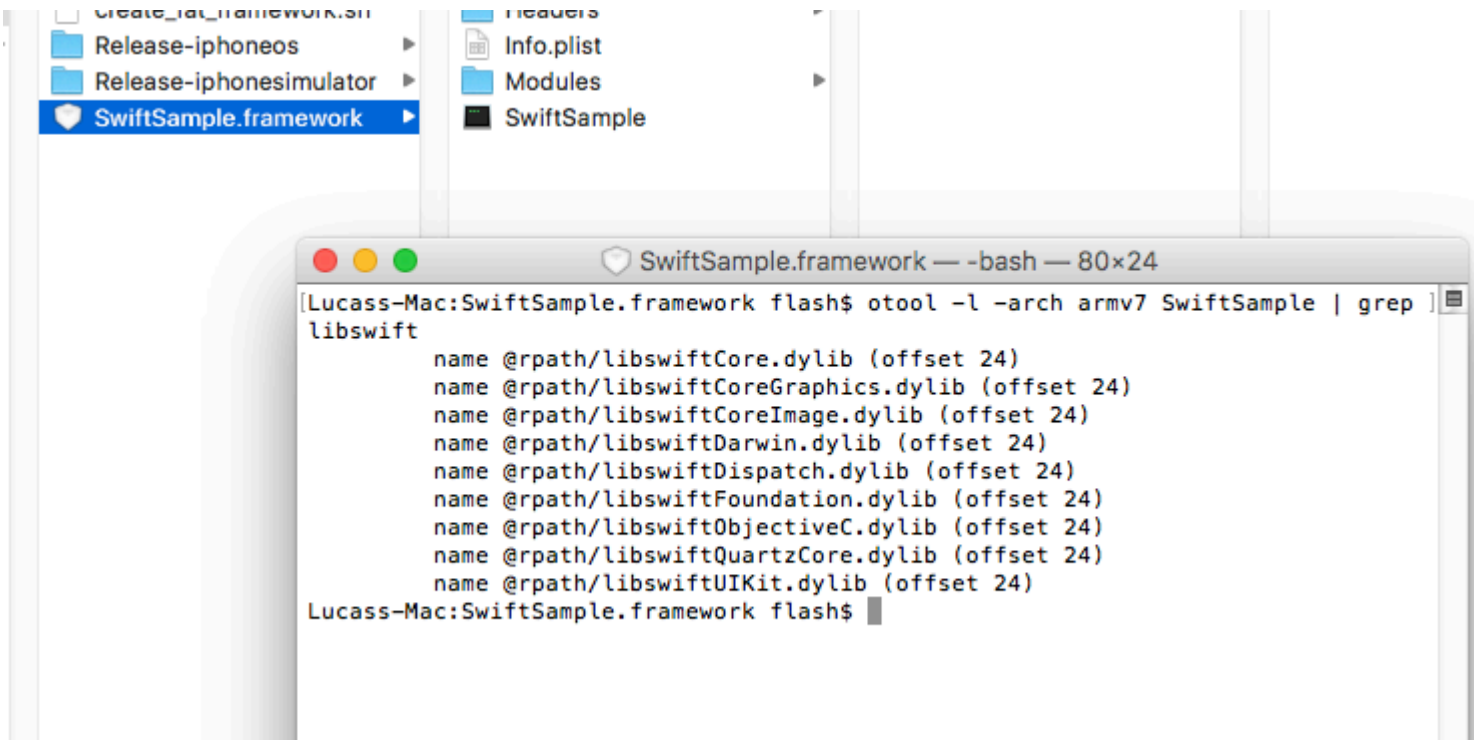 create_fat_framework.sh
Headers
Release-iphoneos
Info.plist
Release-iphonesimulator
Modules
SwiftSample.framework
SwiftSample
SwiftSample.framework — -bash — 80×24
[Lucass-Mac:SwiftSample.framework flash$ otool -l -arch armv7 SwiftSample | grep ]
libswift
name @rpath/libswiftCore.dylib (offset 24)
name @rpath/libswiftCoreGraphics.dylib (offset 24)
name @rpath/libswiftCoreImage.dylib (offset 24)
name @rpath/libswiftDarwin.dylib (offset 24)
name @rpath/libswiftDispatch.dylib (offset 24)
name @rpath/libswiftFoundation.dylib (offset 24)
name @rpath/libswiftObjectiveC.dylib (offset 24)
name @rpath/libswiftQuartzCore.dylib (offset 24)
name @rpath/libswiftUIKit.dylib (offset 24)
Lucass-Mac:SwiftSample.framework flash$